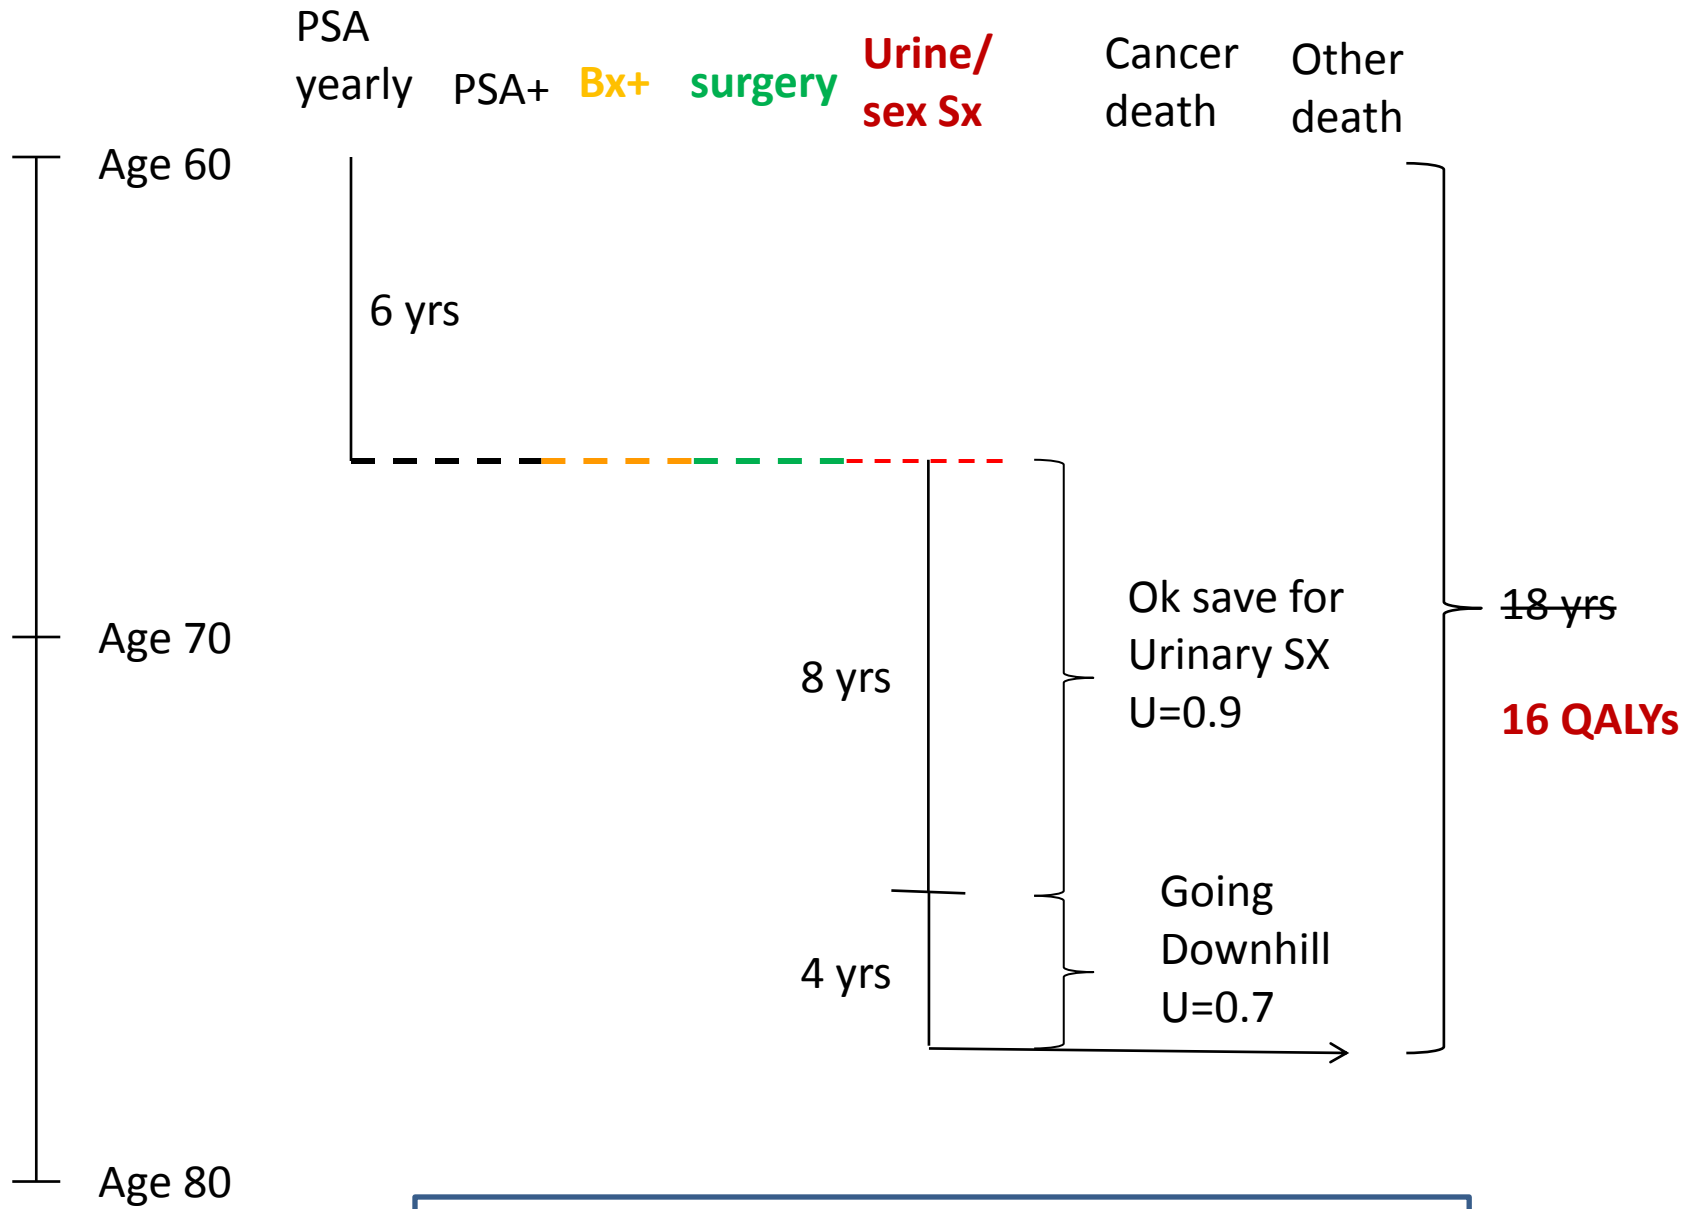 PSA
yearly
PSA+
Bx+
surgery
Urine/
sex Sx
Cancer
death
Other
death
Age 60
6 yrs
Age 70
8 yrs
Ok save for
Urinary SX
U=0.9
18 yrs
16 QALYs
4 yrs
Going
Downhill
U=0.7
Age 80